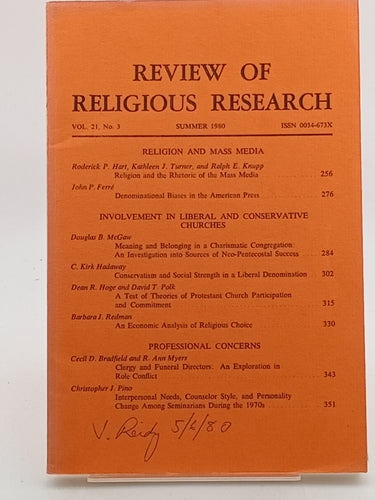 REVIEW OF
RELIGIOUS RESEARCH
VOL. 21, No. 3 SUMMER 1980 ISSN 0034-673X
RELIGION AND MASS MEDIA
Roderick P. Hart, Kathleen J. Turner, and Ralph E. Knupp
Religion and the Rhetoric of the Mass Media 256
John P. Ferré
Denominational Biases in the American Press 276
INVOLVEMENT IN LIBERAL AND CONSERVATIVE
CHURCHES
Douglas B. McGaw
Meaning and Belonging in a Charismatic Congregation:
An Investigation into Sources of Neo-Pentecostal Success 284
C. Kirk Hadaway
Conservatism and Social Strength in a Liberal Denomination 302
Dean R. Hoge and David T. Polk
A Test of Theories of Protestant Church Participation
and Commitment 315
Barbara J. Redman
An Economic Analysis of Religious Choice 330
PROFESSIONAL CONCERNS
Cecil D. Bradfield and R. Ann Myers
Clergy and Funeral Directors: An Exploration in
Role Conflict 343
Christopher J. Pino
Interpersonal Needs, Counselor Style, and Personality
Change Among Seminarians During the 1970s 351
V. Reidy 5/6/80